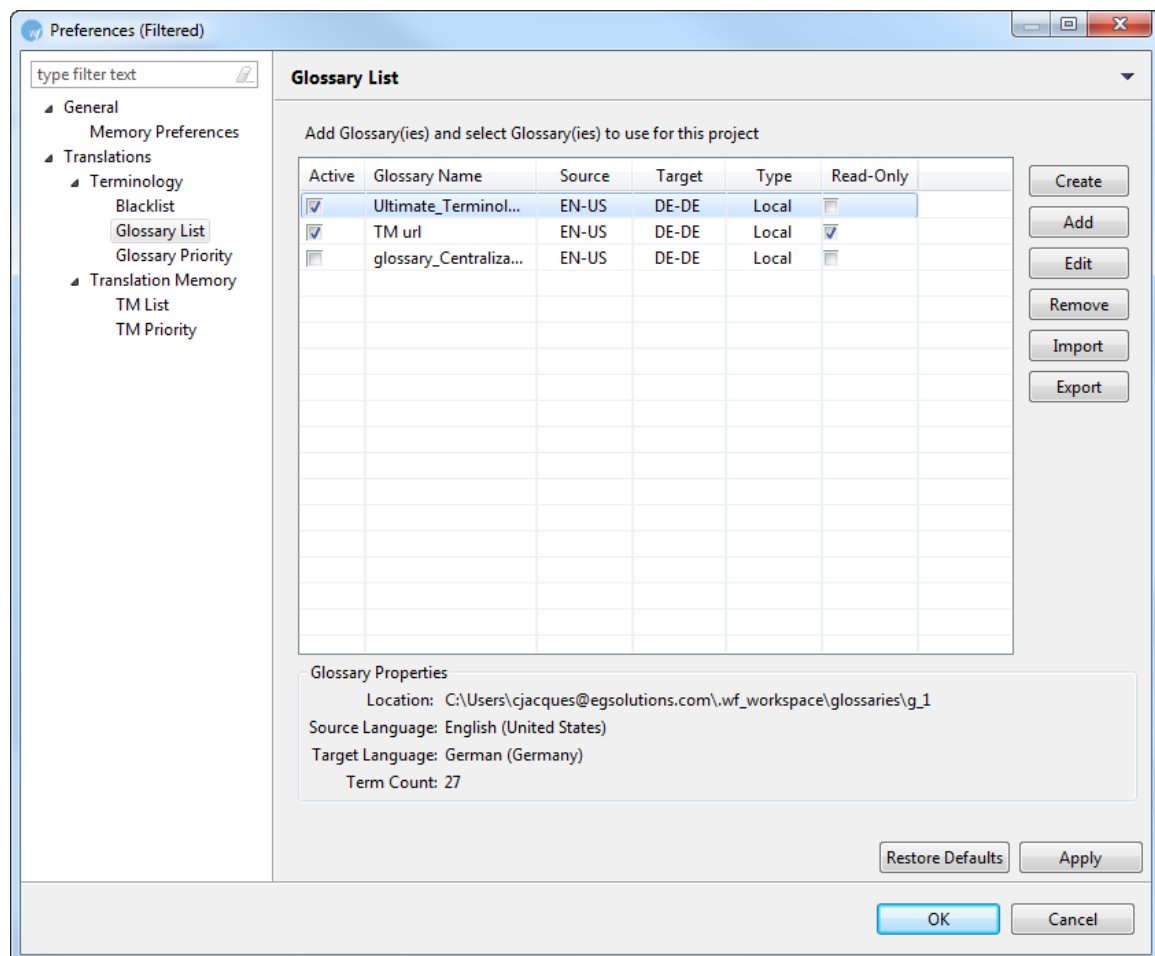 Preferences (Filtered)
type filter text
General
Memory Preferences
Translations
Terminology
Blacklist
Glossary List
Glossary Priority
Translation Memory
TM List
TM Priority
Glossary List
Add Glossary(ies) and select Glossary(ies) to use for this project
Active Glossary Name Source Target Type Read-Only
Ultimate_Terminol... EN-US DE-DE Local
TM url EN-US DE-DE Local
glossary_Centraliza... EN-US DE-DE Local
Create
Add
Edit
Remove
Import
Export
Glossary Properties
Location: C:\Users\cjacques@egsolutions.com\.wf_workspace\glossaries\g_1
Source Language: English (United States)
Target Language: German (Germany)
Term Count: 27
Restore Defaults Apply
OK Cancel